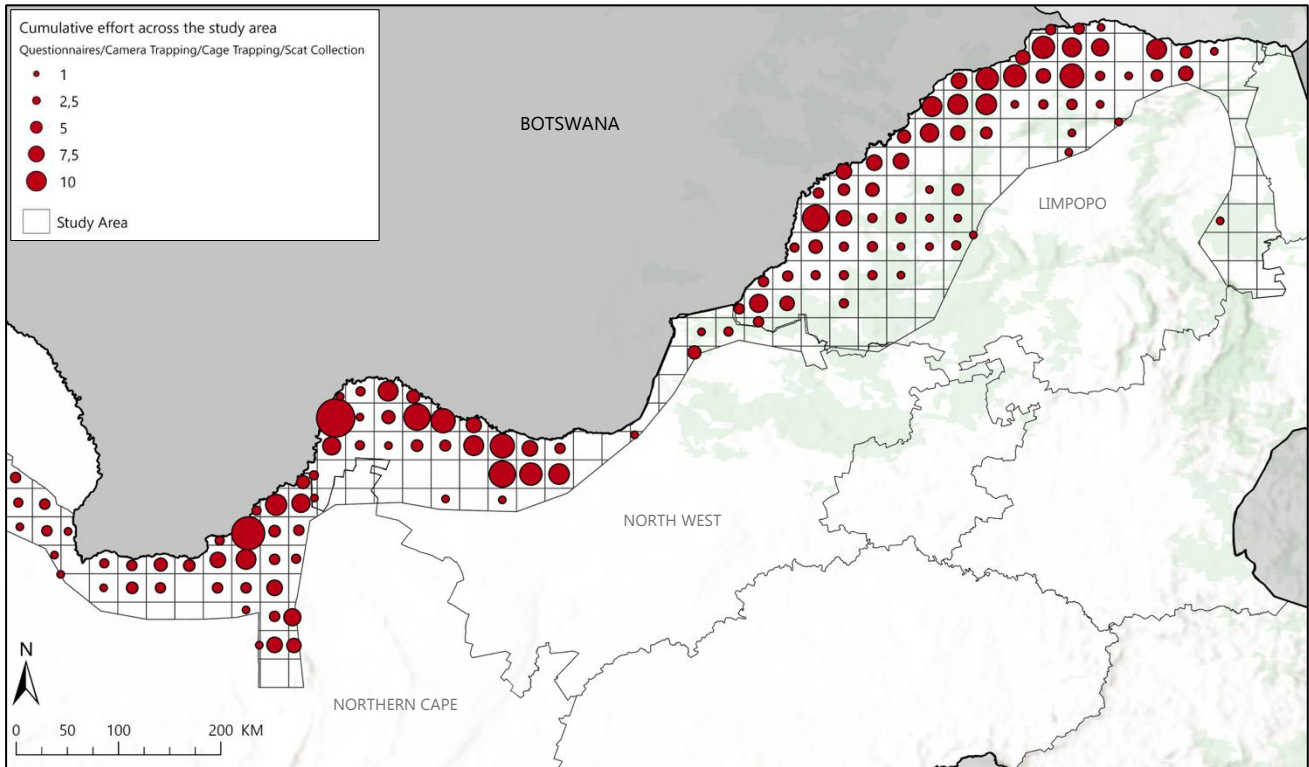 Cumulative effort across the study area
Questionnaires/Camera Trapping/Cage Trapping/Scat Collection
1
2,5
5
7,5
10
Study Area
BOTSWANA
LIMPOPO
NORTH WEST
NORTHERN CAPE
N
0 50 100 200 KM